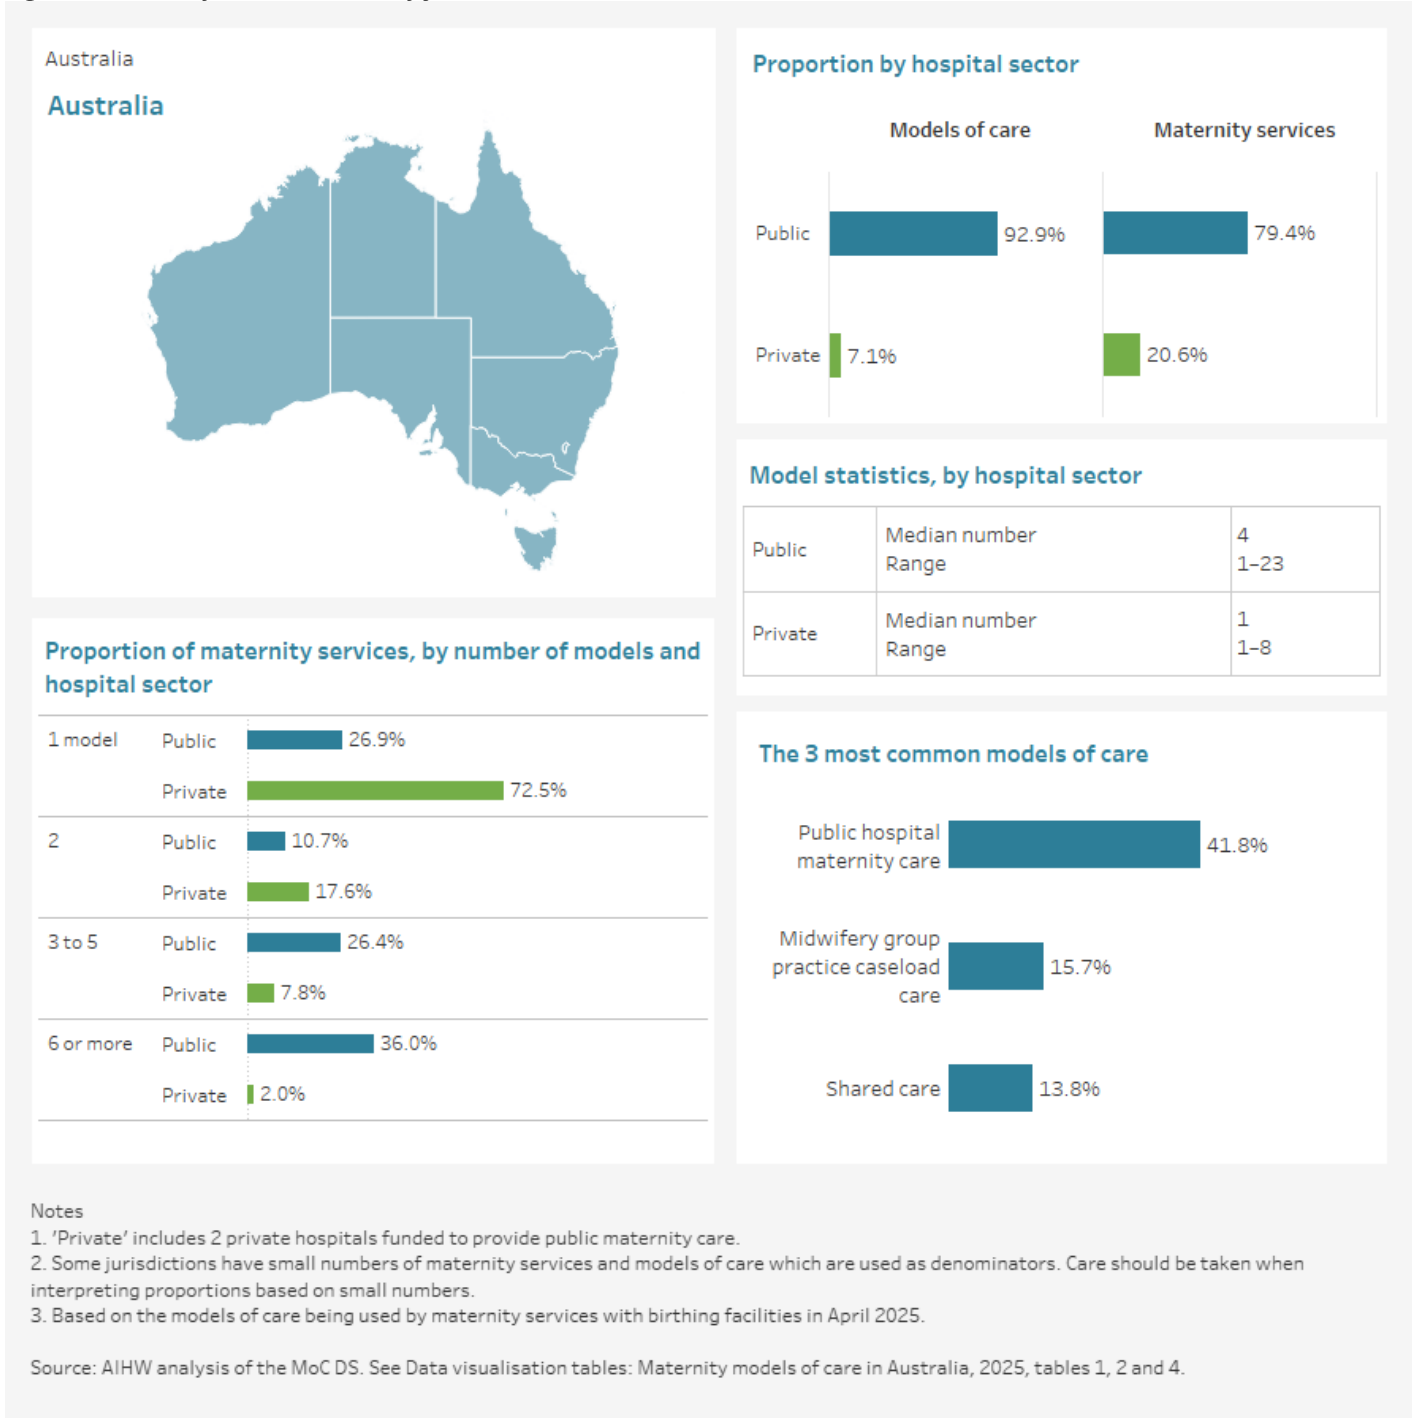 Australia
Australia
Proportion by hospital sector
Models of care Maternity services
Public 92.9% 79.4%
Private 7.1% 20.6%
Model statistics, by hospital sector
Public
Median number 4
Range 1–23
Private
Median number 1
Range 1–8
Proportion of maternity services, by number of models and
hospital sector
1 model Public 26.9%
Private 72.5%
2 Public 10.7%
Private 17.6%
3 to 5 Public 26.4%
Private 7.8%
6 or more Public 36.0%
Private 2.0%
The 3 most common models of care
Public hospital
maternity care
41.8%
Midwifery group
practice caseload
care
15.7%
Shared care 13.8%
Notes
1. ‘Private’ includes 2 private hospitals funded to provide public maternity care.
2. Some jurisdictions have small numbers of maternity services and models of care which are used as denominators. Care should be taken when
interpreting proportions based on small numbers.
3. Based on the models of care being used by maternity services with birthing facilities in April 2025.
Source: AIHW analysis of the MoC DS. See Data visualisation tables: Maternity models of care in Australia, 2025, tables 1, 2 and 4.